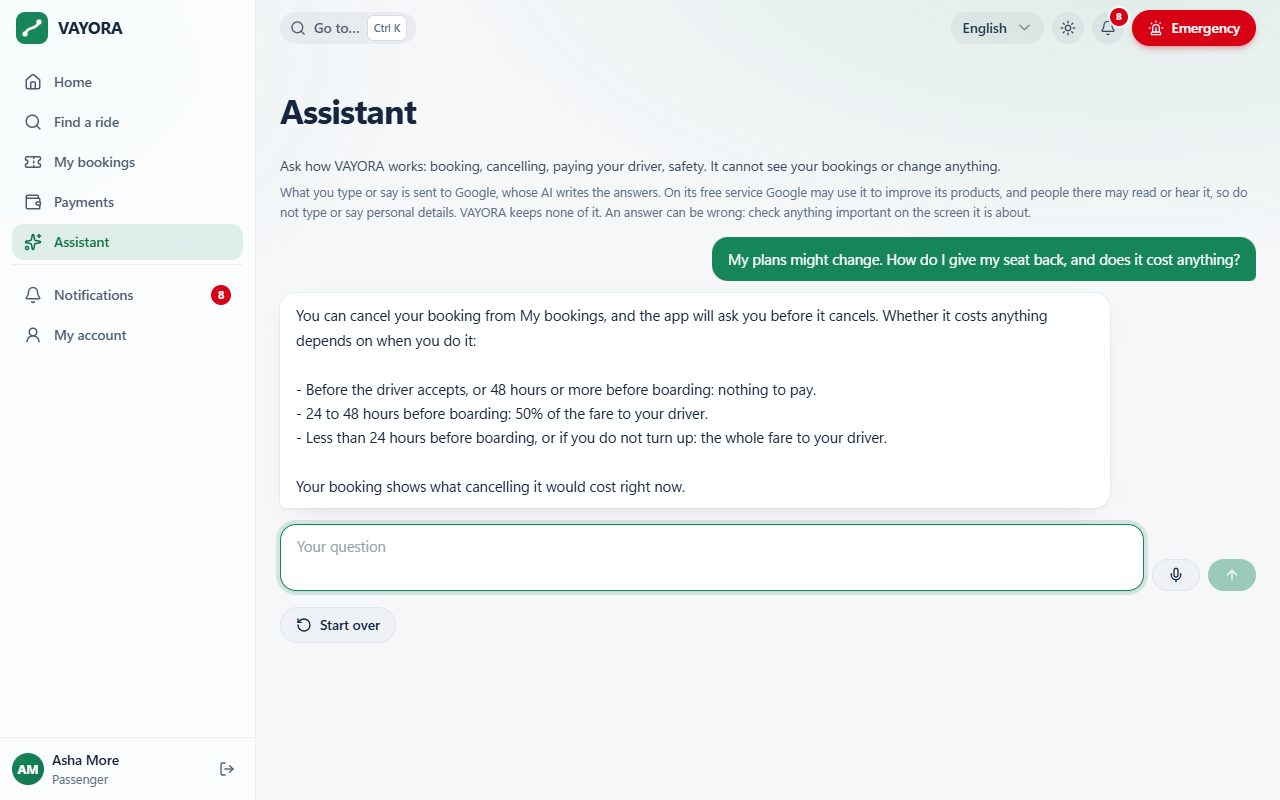 VAYORA
Go to...
Ctrl K
English
8
Emergency
Home
Find a ride
My bookings
Payments
Assistant
Notifications
8
My account
Assistant
Ask how VAYORA works: booking, cancelling, paying your driver, safety. It cannot see your bookings or change anything.
What you type or say is sent to Google, whose AI writes the answers. On its free service Google may use it to improve its products, and people there may read or hear it, so do
not type or say personal details. VAYORA keeps none of it. An answer can be wrong: check anything important on the screen it is about.
My plans might change. How do I give my seat back, and does it cost anything?
You can cancel your booking from My bookings, and the app will ask you before it cancels. Whether it costs anything
depends on when you do it:
- Before the driver accepts, or 48 hours or more before boarding: nothing to pay.
- 24 to 48 hours before boarding: 50% of the fare to your driver.
- Less than 24 hours before boarding, or if you do not turn up: the whole fare to your driver.
Your booking shows what cancelling it would cost right now.
Your question
Start over
AM
Asha More
Passenger